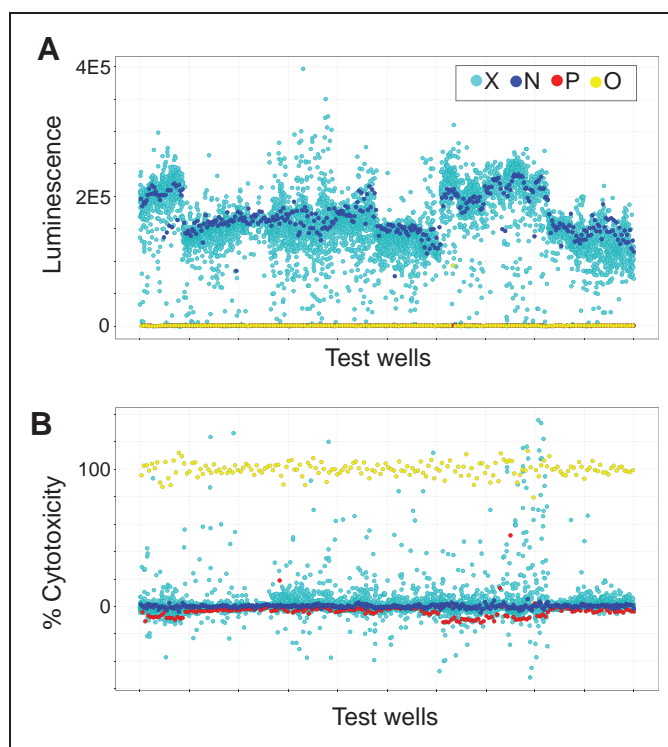 A
4E5
X N P O
2E5
Luminescence
0
Test wells
B
100
% Cytotoxicity
0
Test wells